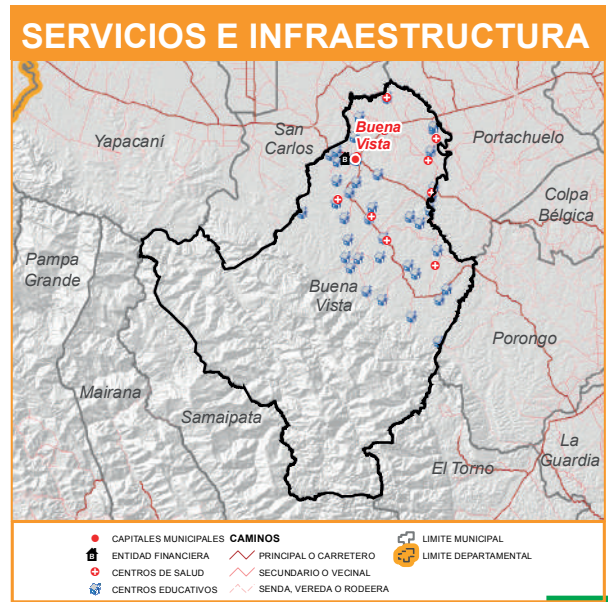 SERVICIOS E INFRAESTRUCTURA
Yapacaní
San
Carlos
Buena
Vista
Portachuelo
B
Colpa
Bélgica
Pampa
Grande
Buena
Vista
Porongo
Mairana
Samaipata
El Torno
La
Guardia
CAPITALES MUNICIPALES
B ENTIDAD FINANCIERA
CENTROS DE SALUD
CENTROS EDUCATIVOS
CAMINOS
PRINCIPAL O CARRETERO
SECUNDARIO O VECINAL
SENDA, VEREDA O RODEERA
LIMITE MUNICIPAL
LIMITE DEPARTAMENTAL